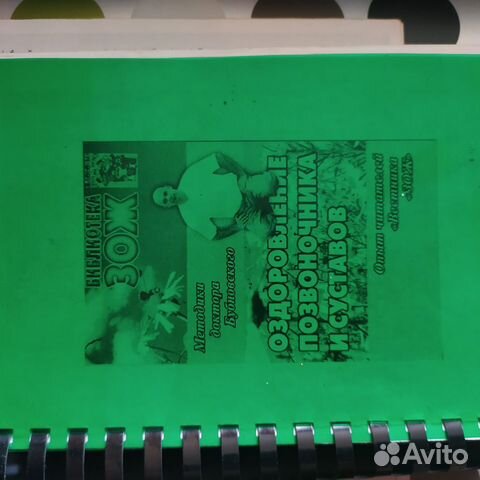 БИБЛИОТЕКА
ЗОЖ
Методики
доктора
Бубновского
ОЗДОРОВЛЕНИЕ
ПОЗВОНОЧНИКА
И СУСТАВОВ
Опыт читателей
«Вестника
«ЗОЖ»
Avito